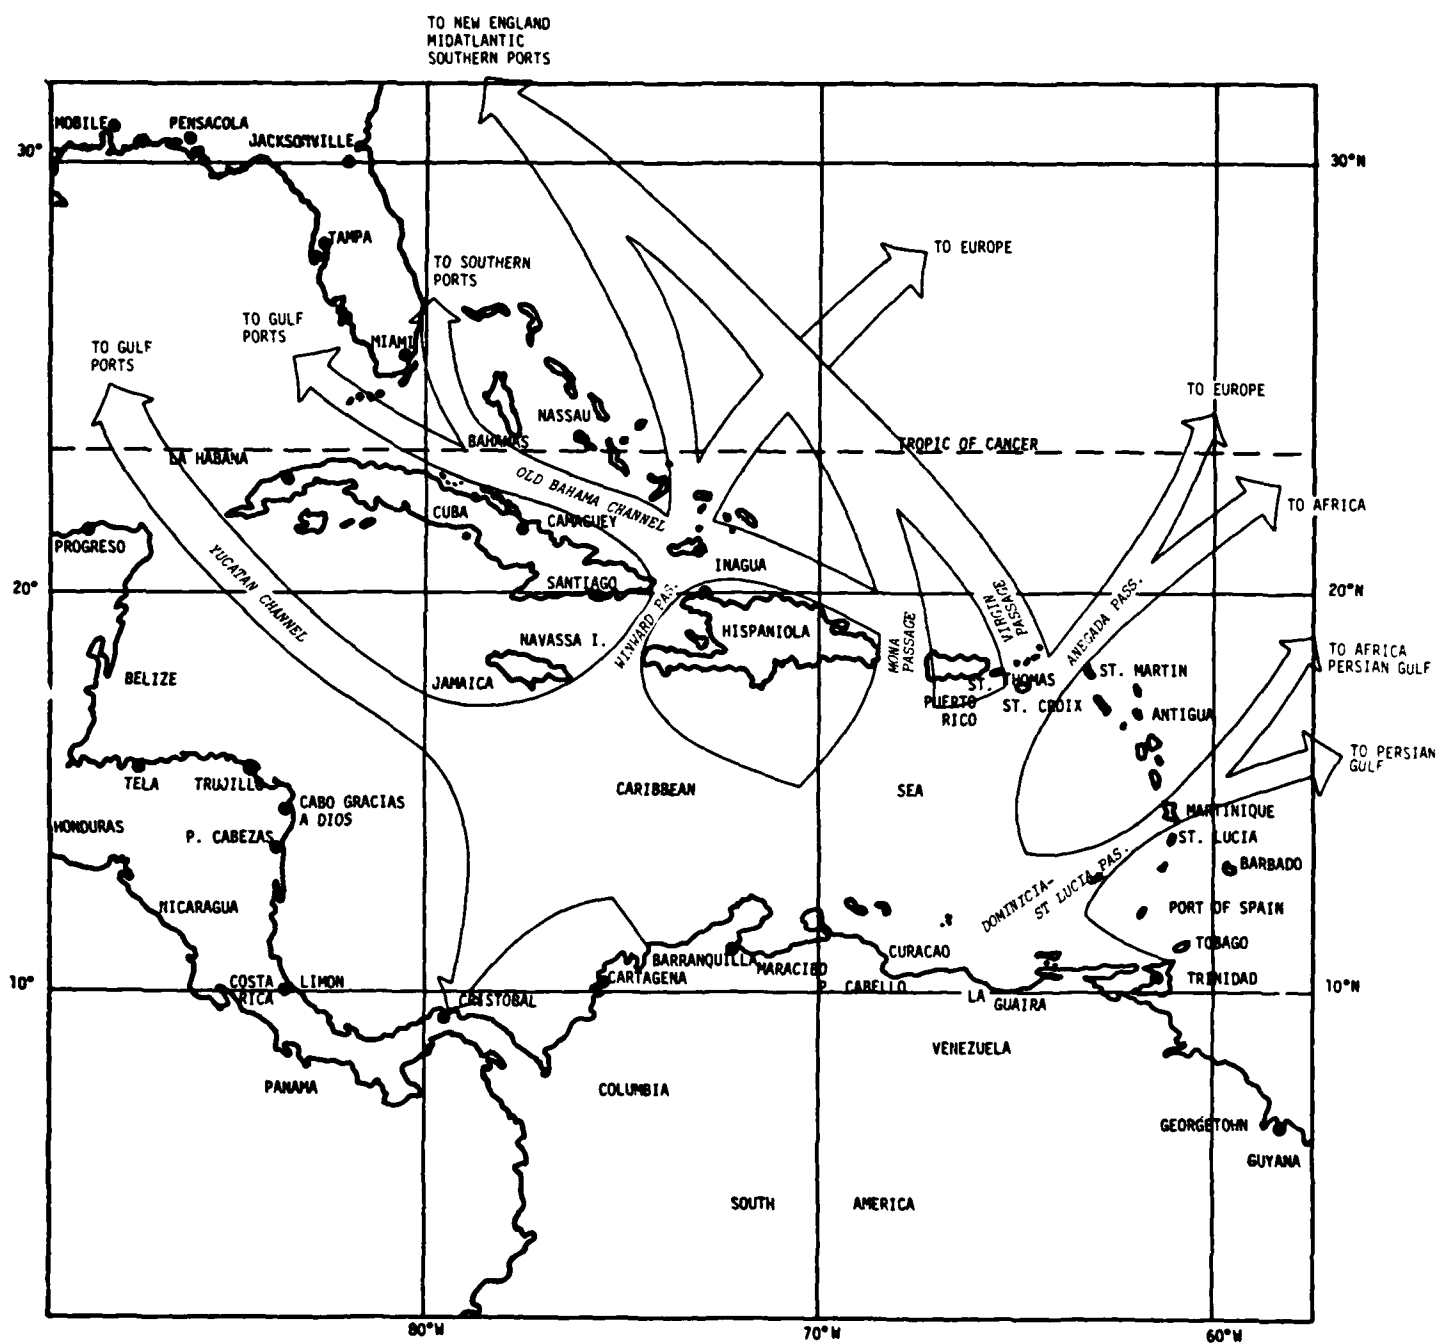 TO NEW ENGLAND
MIDATLANTIC
SOUTHERN PORTS
MOBILE
PENSACOLA
JACKSONVILLE
30°
30°N
TAMPA
TO SOUTHERN
PORTS
TO EUROPE
TO GULF
PORTS
TO GULF
PORTS
MIAMI
NASSAU
TO EUROPE
BAHAMAS
TROPIC OF CANCER
LA HABANA
OLD BAHAMA CHANNEL
TO AFRICA
CUBA
CAMAGUEY
PROGRESO
YUCATAN CHANNEL
INAGUA
SANTIAGO
20°
20°N
WINWARD PAS.
HISPANIOLA
NAVASSA I.
MONA
PASSAGE
VIRGIN
PASSAGE
ANEGADA PASS.
TO AFRICA
PERSIAN GULF
BELIZE
JAMAICA
ST. THOMAS
ST. MARTIN
PUERTO
RICO
ST. CROIX
ANTIGUA
TO PERSIAN
GULF
TELA
TRUJILLO
CARIBBEAN
SEA
CABO GRACIAS
A DIOS
MARTINIQUE
HONDURAS
P. CABEZAS
ST. LUCIA
BARBADO
DOMINICIA-
ST LUCIA PAS.
NICARAGUA
PORT OF SPAIN
TOBAGO
CURACAO
BARRANQUILLA
MARACIBO
CARTAGENA
10°
COSTA
RICA
LIMON
CRISTOBAL
P. CABELLO
LA
GUAIRA
TRINIDAD
10°N
VENEZUELA
PANAMA
COLUMBIA
GEORGETOWN
GUYANA
SOUTH
AMERICA
80°W
70°W
60°W